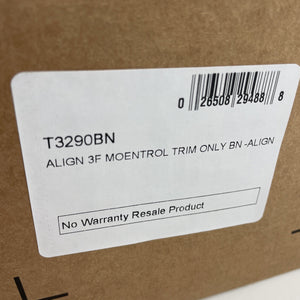 0 26508 29488 8
T3290BN
ALIGN 3F MOENTROL TRIM ONLY BN -ALIGN
No Warranty Resale Product